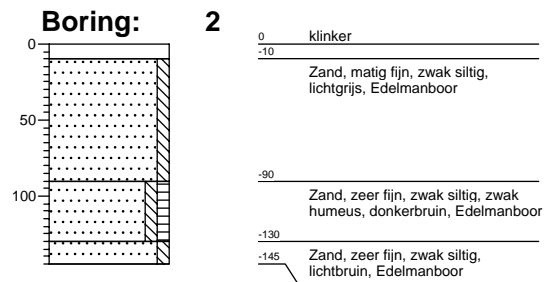 Boring: 2
0
50
100
0 klinker
-10
Zand, matig fijn, zwak siltig,
lichtgrijs, Edelmanboor
-90
Zand, zeer fijn, zwak siltig, zwak
humeus, donkerbruin, Edelmanboor
-130
Zand, zeer fijn, zwak siltig,
-145
lichtbruin, Edelmanboor